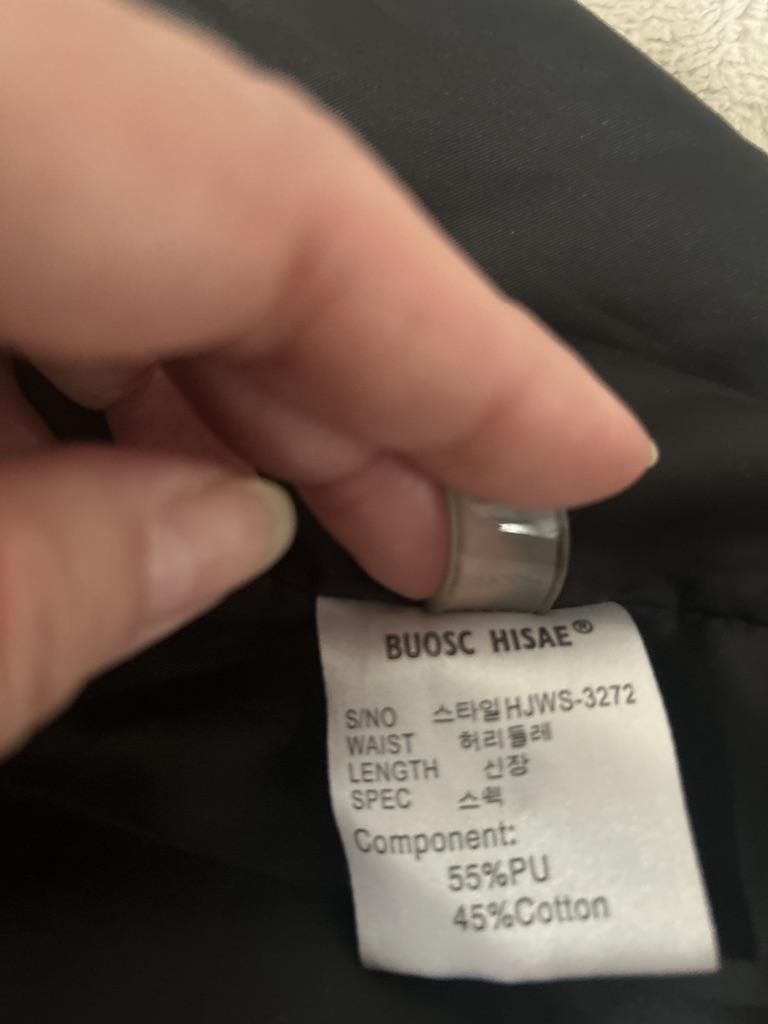 BUOSC HISAE®
S/NO 스타일HJWS-3272
WAIST 허리둘레
LENGTH 신장
SPEC 스웍
Component:
55%PU
45%Cotton